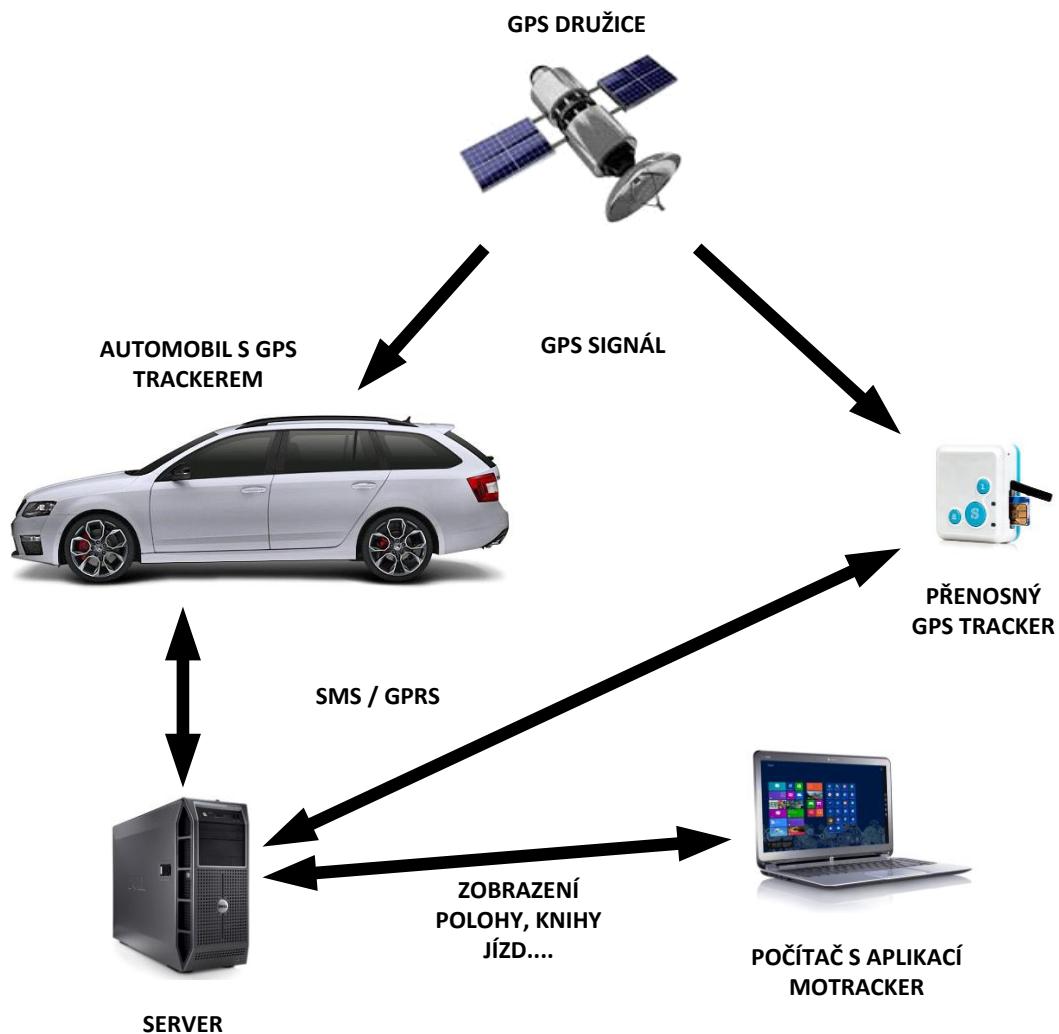 GPS DRUŽICE
AUTOMOBIL S GPS
TRACKEREM
GPS SIGNÁL
PŘENOSNÝ
GPS TRACKER
SMS / GPRS
ZOBRAZENÍ
POLOHY, KNIHY
JÍZD....
POČÍTAČ S APLIKACÍ
MOTRACKER
SERVER